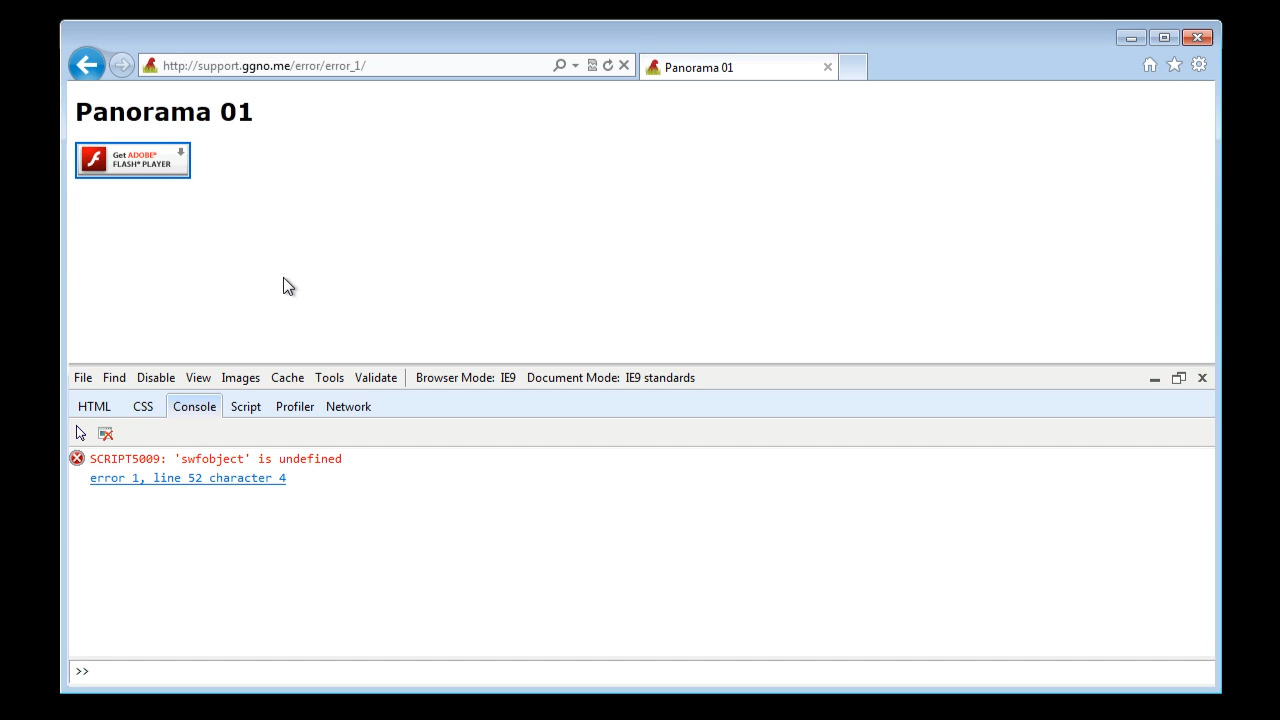 http://support.ggno.me/error/error_1/
Panorama 01
Panorama 01
Get ADOBE®
FLASH® PLAYER
File Find Disable View Images Cache Tools Validate Browser Mode: IE9 Document Mode: IE9 standards
HTML CSS Console Script Profiler Network
SCRIPT5009: 'swfobject' is undefined
error 1, line 52 character 4
>>